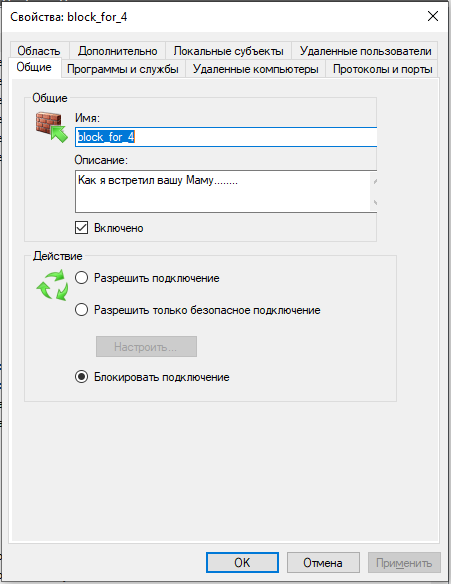 Свойства: block_for_4
Область Дополнительно Локальные субъекты Удаленные пользователи
Общие Программы и службы Удаленные компьютеры Протоколы и порты
Общие
Имя:
block_for_4
Описание:
Как я встретил вашу Маму........
Включено
Действие
Разрешить подключение
Разрешить только безопасное подключение
Настроить...
Блокировать подключение
OK Отмена Применить